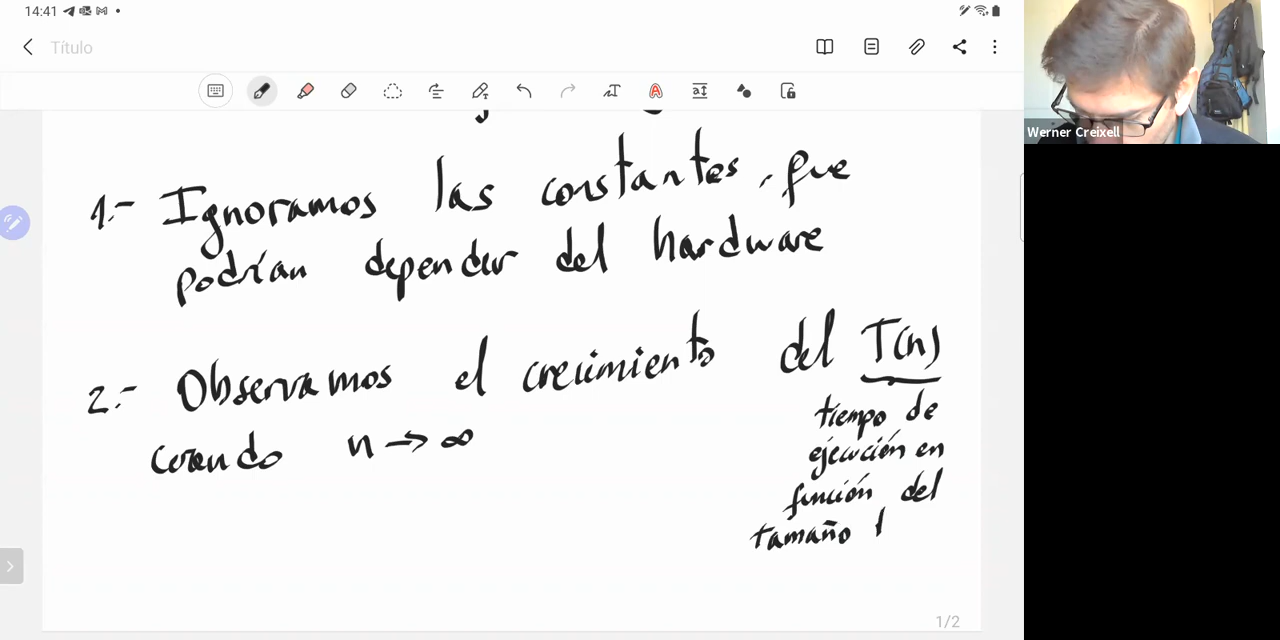 14:41
Título
Werner Creixell
1.- Ignoramos las constantes, que
podrían depender del hardware
2.- Observamos el crecimiento del T(n)
cuando n → ∞
tiempo de
ejecución en
función del
tamaño
1/2